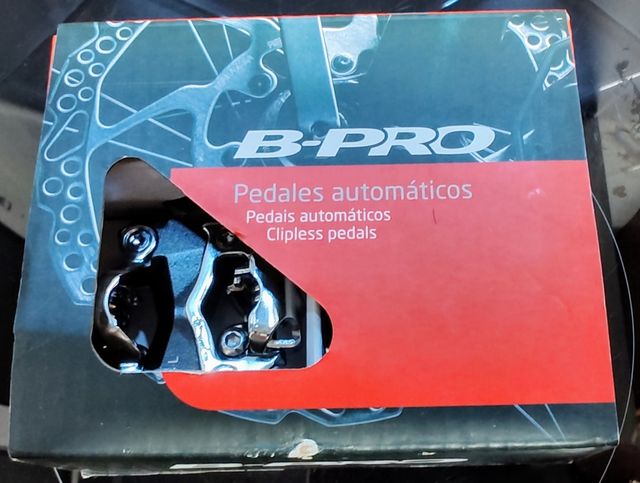 B-PRO
Pedales automáticos
Pedais automáticos
Clipless pedals
L